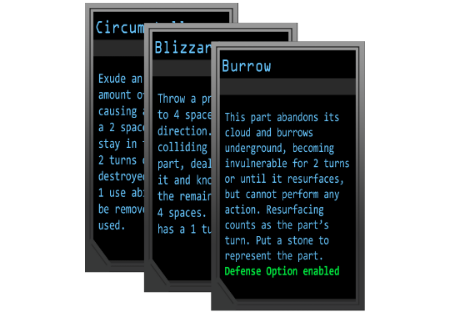 Circum
Exude an
amount o
causing a
a 2 spac
stay in
2 turns
destroye
1 use ab
be remov
used.
Blizzar
Throw a pr
to 4 space
direction.
colliding
part, deal
it and kno
the remain
4 spaces.
has a 1 tu
Burrow
This part abandons its
cloud and burrows
underground, becoming
invulnerable for 2 turns
or until it resurfaces,
but cannot perform any
action. Resurfacing
counts as the part's
turn. Put a stone to
represent the part.
Defense Option enabled